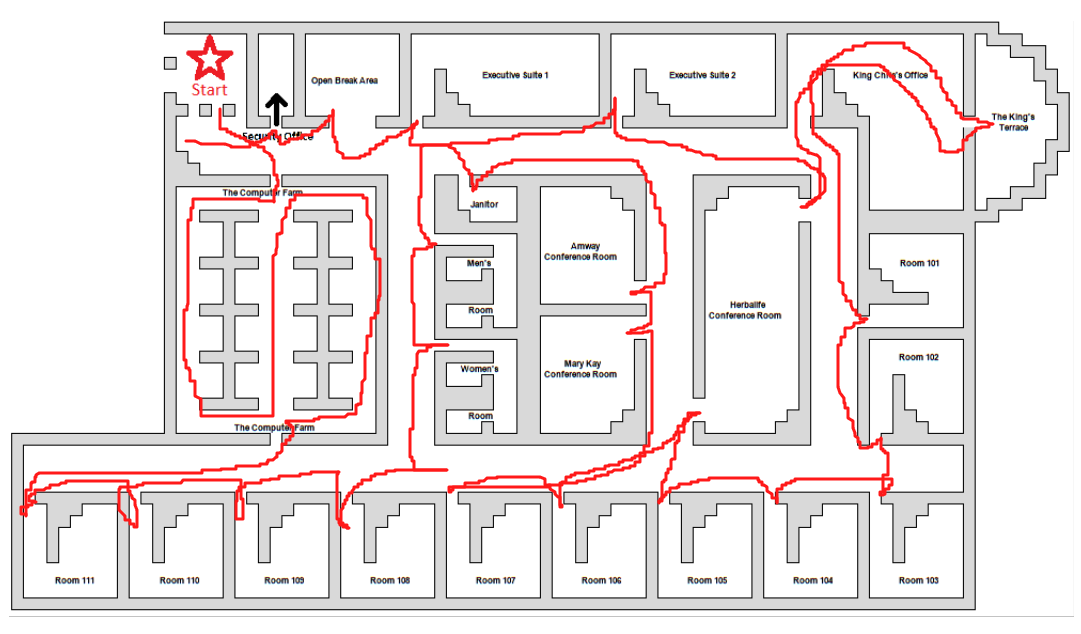 Start
Open Break Area
Executive Suite 1
Executive Suite 2
King Chris's Office
The King's
Terrace
Security Office
The Computer Farm
Janitor
Men's
Room
Amway
Conference Room
Room 101
Herbalife
Conference Room
Women's
Room
Mary Kay
Conference Room
Room 102
The Computer Farm
Room 111
Room 110
Room 109
Room 108
Room 107
Room 106
Room 105
Room 104
Room 103